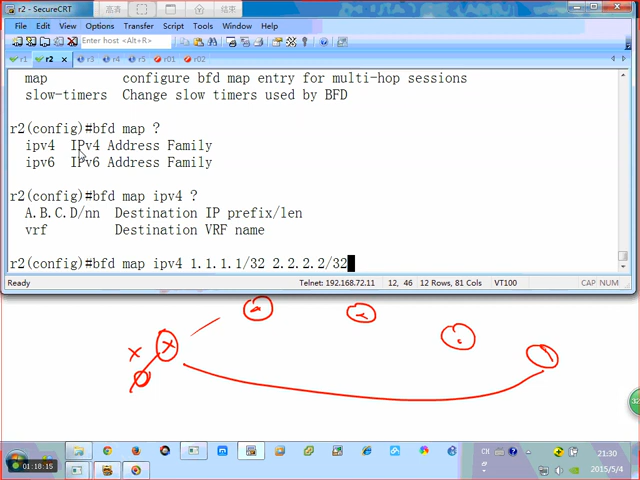 r2 - SecureCRT
File Edit View Options Transfer Script Tools Window Help
Enter host <Alt+R>
r1 r2 × r3 r4 r5 r01 r02
map configure bfd map entry for multi-hop sessions
slow-timers Change slow timers used by BFD
r2(config)#bfd map ?
ipv4 IPv4 Address Family
ipv6 IPv6 Address Family
r2(config)#bfd map ipv4 ?
A.B.C.D/nn Destination IP prefix/len
vrf Destination VRF name
r2(config)#bfd map ipv4 1.1.1.1/32 2.2.2.2/32
Ready Telnet: 192.168.72.11 12, 46 12 Rows, 81 Cols VT100 CAP NUM
32
CN
21:30
01:18:15
2015/5/4